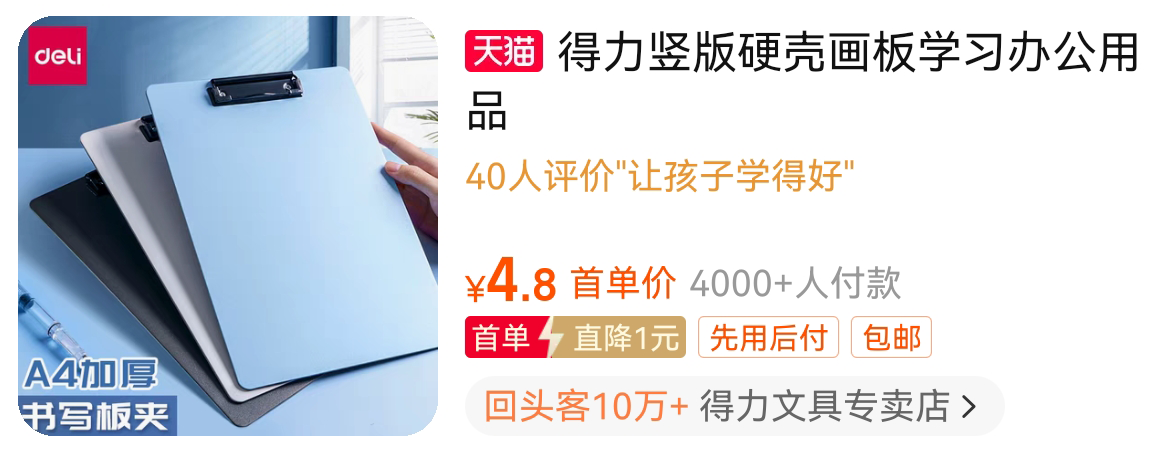 deli
A4加厚
书写板夹
天猫 得力竖版硬壳画板学习办公用
品
40人评价"让孩子学得好"
¥4.8 首单价 4000+人付款
首单 直降1元 先用后付 包邮
回头客10万+ 得力文具专卖店 >